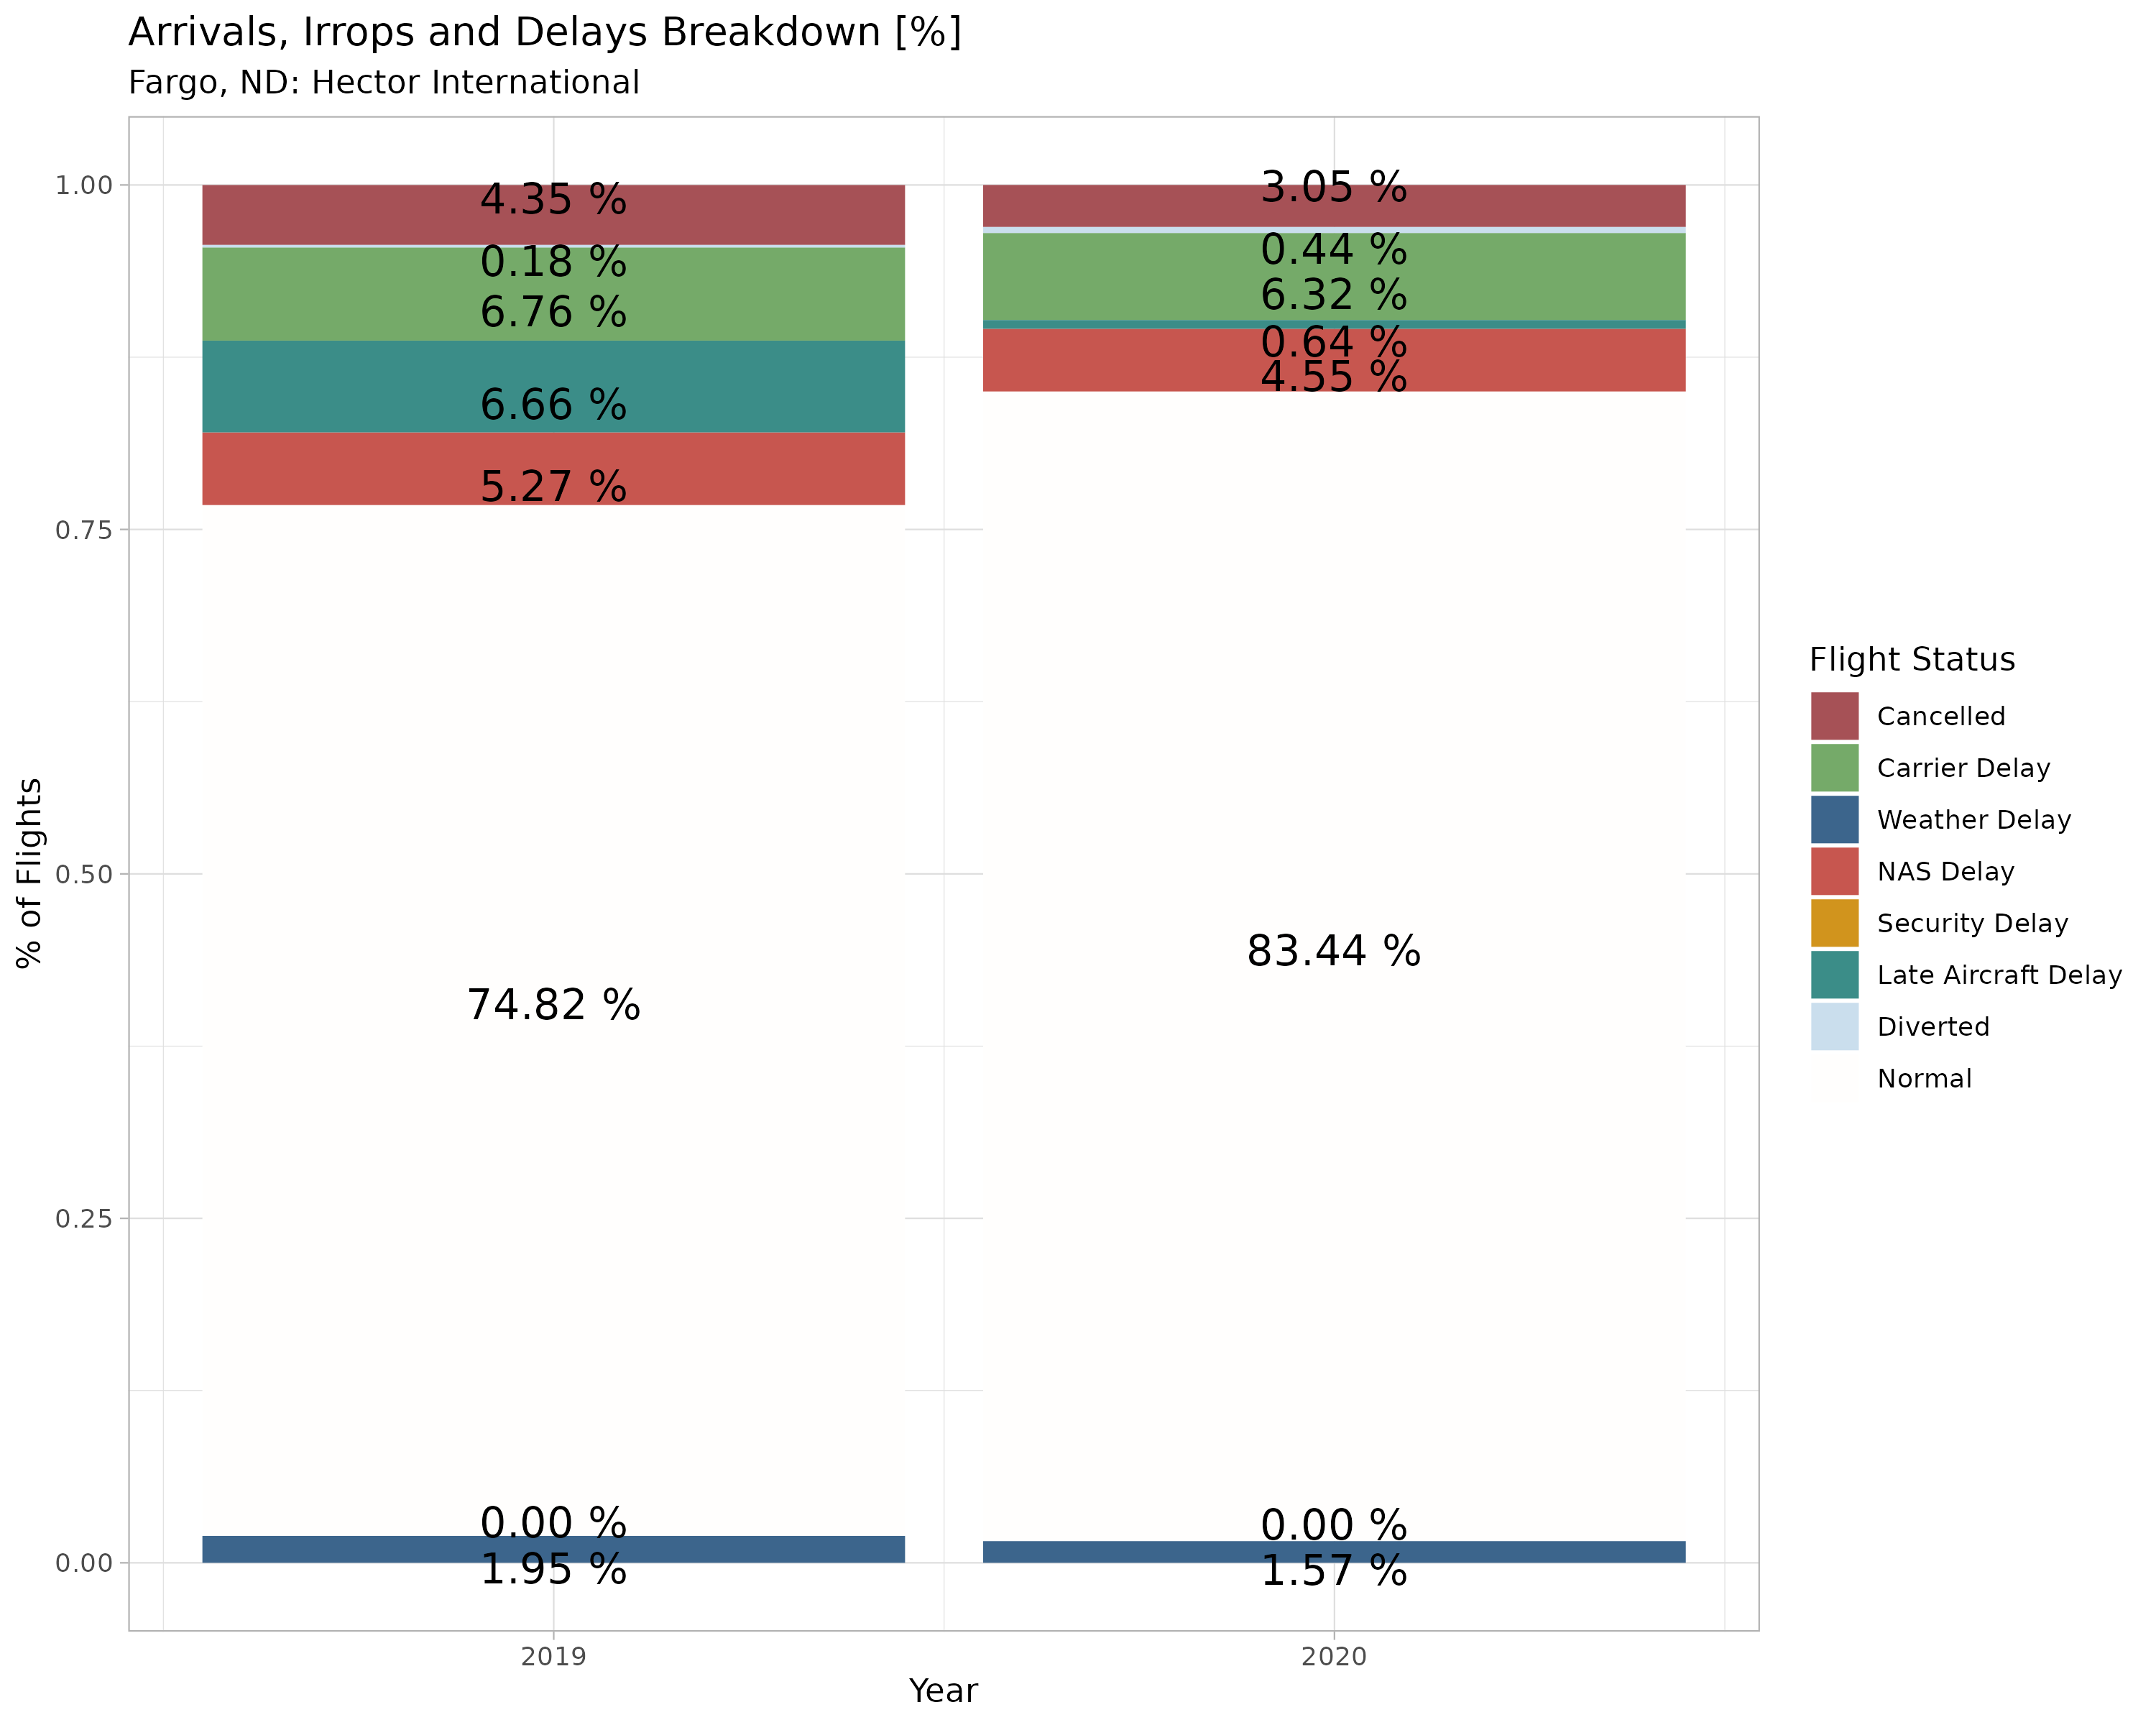 Arrivals, Irrops and Delays Breakdown [%]
Fargo, ND: Hector International
% of Flights
1.00
0.75
0.50
0.25
0.00
4.35 %
0.18 %
6.76 %
6.66 %
5.27 %
74.82 %
0.00 %
1.95 %
3.05 %
0.44 %
6.32 %
0.64 %
4.55 %
83.44 %
0.00 %
1.57 %
2019
2020
Year
Flight Status
Cancelled
Carrier Delay
Weather Delay
NAS Delay
Security Delay
Late Aircraft Delay
Diverted
Normal